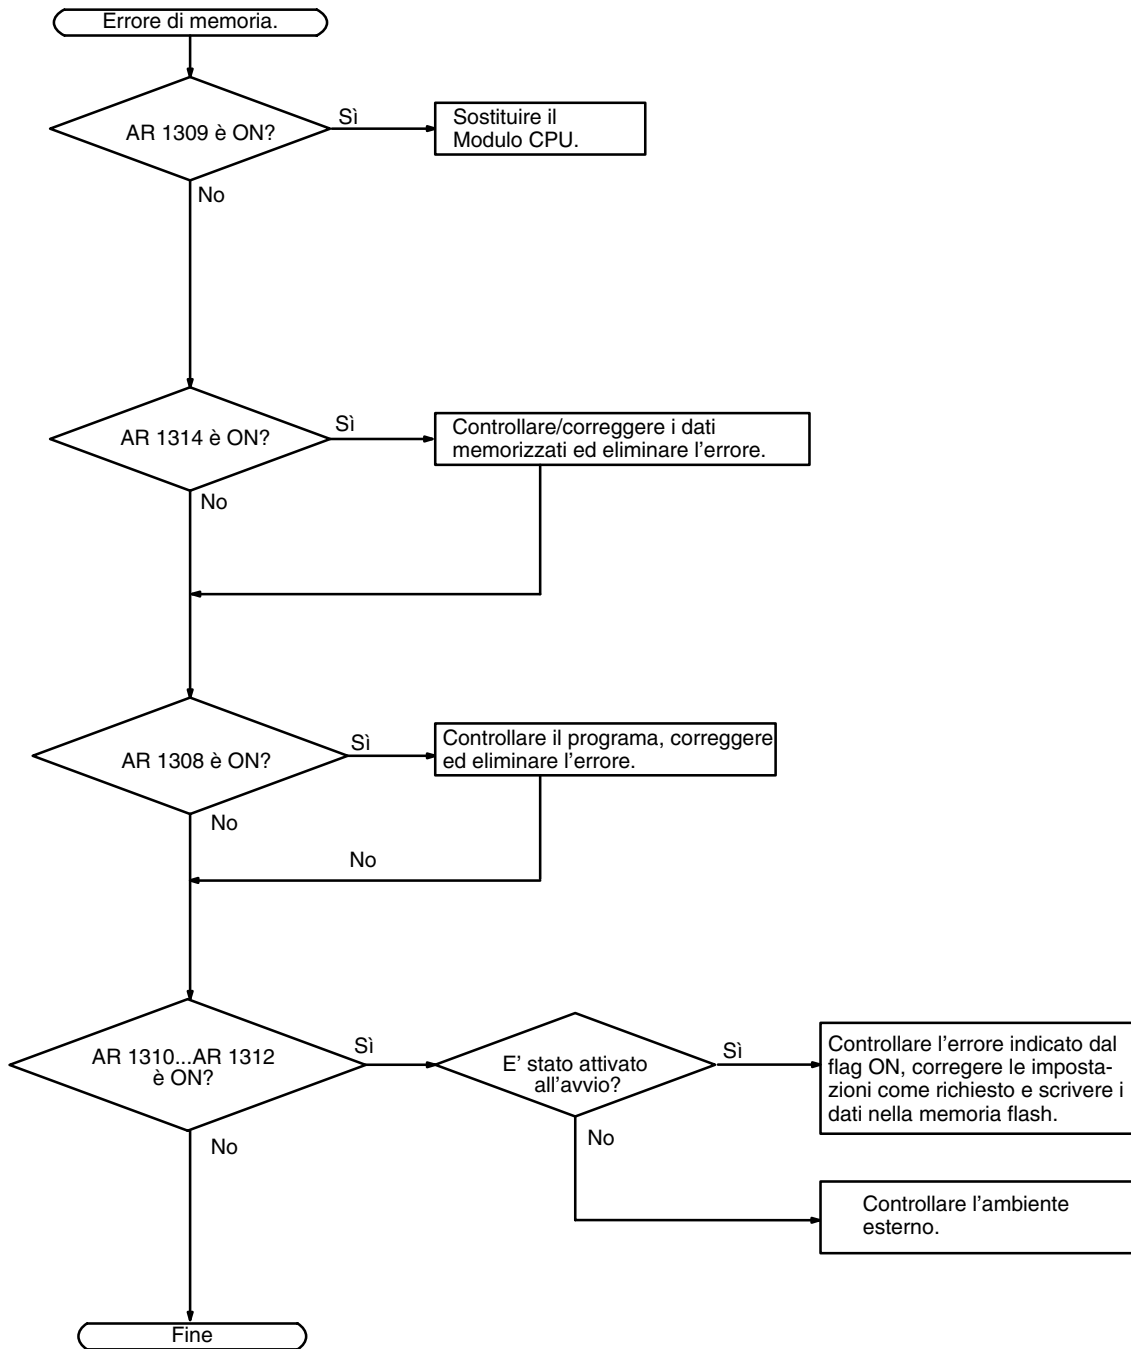 Errore di memoria.
AR 1309 è ON?
Sì
Sostituire il
Modulo CPU.
No
AR 1314 è ON?
Sì
Controllare/correggere i dati
memorizzati ed eliminare l'errore.
No
AR 1308 è ON?
Sì
Controllare il programa, correggere
ed eliminare l'errore.
No
No
AR 1310...AR 1312
è ON?
Sì
E' stato attivato
all'avvio?
Sì
Controllare l'errore indicato dal
flag ON, corregere le imposta-
zioni come richiesto e scrivere i
dati nella memoria flash.
No
No
Controllare l'ambiente
esterno.
Fine